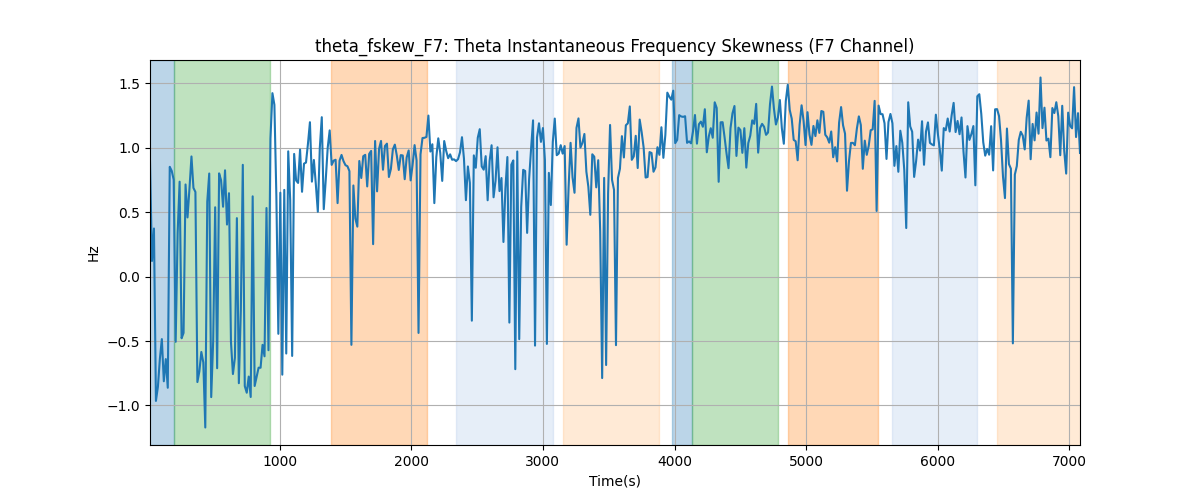 theta_fskew_F7: Theta Instantaneous Frequency Skewness (F7 Channel)
1.5
1.0
0.5
0.0
−0.5
−1.0
Hz
1000 2000 3000 4000 5000 6000 7000
Time(s)